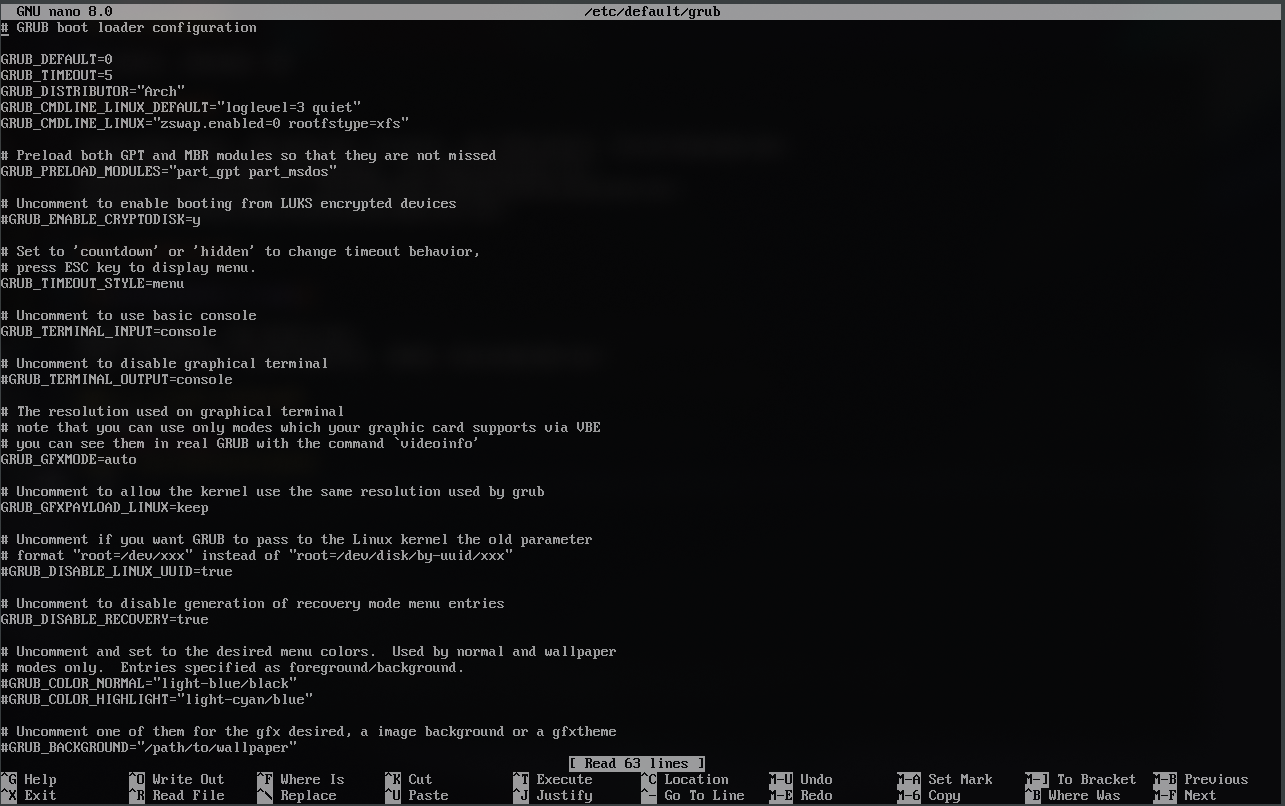 GNU nano 8.0 /etc/default/grub
# GRUB boot loader configuration
GRUB_DEFAULT=0
GRUB_TIMEOUT=5
GRUB_DISTRIBUTOR="Arch"
GRUB_CMDLINE_LINUX_DEFAULT="loglevel=3 quiet"
GRUB_CMDLINE_LINUX="zswap.enabled=0 rootfstype=xfs"
# Preload both GPT and MBR modules so that they are not missed
GRUB_PRELOAD_MODULES="part_gpt part_msdos"
# Uncomment to enable booting from LUKS encrypted devices
#GRUB_ENABLE_CRYPTODISK=y
# Set to 'countdown' or 'hidden' to change timeout behavior,
# press ESC key to display menu.
GRUB_TIMEOUT_STYLE=menu
# Uncomment to use basic console
GRUB_TERMINAL_INPUT=console
# Uncomment to disable graphical terminal
#GRUB_TERMINAL_OUTPUT=console
# The resolution used on graphical terminal
# note that you can use only modes which your graphic card supports via VBE
# you can see them in real GRUB with the command `videoinfo'
GRUB_GFXMODE=auto
# Uncomment to allow the kernel use the same resolution used by grub
GRUB_GFXPAYLOAD_LINUX=keep
# Uncomment if you want GRUB to pass to the Linux kernel the old parameter
# format "root=/dev/xxx" instead of "root=/dev/disk/by-uuid/xxx"
#GRUB_DISABLE_LINUX_UUID=true
# Uncomment to disable generation of recovery mode menu entries
GRUB_DISABLE_RECOVERY=true
# Uncomment and set to the desired menu colors.  Used by normal and wallpaper
# modes only.  Entries specified as foreground/background.
#GRUB_COLOR_NORMAL="light-blue/black"
#GRUB_COLOR_HIGHLIGHT="light-cyan/blue"
# Uncomment one of them for the gfx desired, a image background or a gfxtheme
#GRUB_BACKGROUND="/path/to/wallpaper"
[ Read 63 lines ]
^G Help ^O Write Out ^F Where Is ^K Cut ^T Execute ^C Location M-U Undo M-A Set Mark M-] To Bracket M-B Previous
^X Exit ^R Read File ^\ Replace ^U Paste ^J Justify ^- Go To Line M-E Redo M-6 Copy ^B Where Was M-F Next